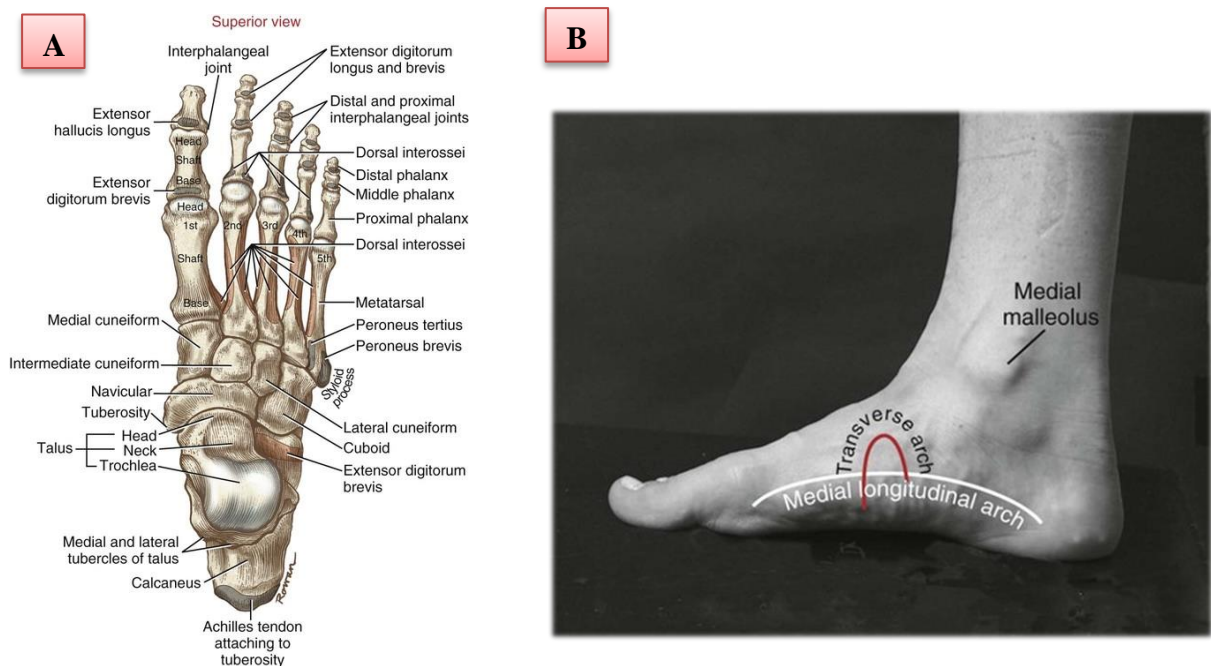 A
Superior view
Interphalangeal
joint
Extensor
hallucis longus
Extensor
digitorum brevis
Medial cuneiform
Intermediate cuneiform
Navicular
Tuberosity
Talus
Head
Neck
Trochlea
Medial and lateral
tubercles of talus
Calcaneus
Achilles tendon
attaching to
tuberosity
Head
Shaft
Base
Head
1st
2nd
3rd
4th
5th
Shaft
Base
Extensor digitorum
longus and brevis
Distal and proximal
interphalangeal joints
Dorsal interossei
Distal phalanx
Middle phalanx
Proximal phalanx
Dorsal interossei
Metatarsal
Peroneus tertius
Peroneus brevis
Styloid
process
Lateral cuneiform
Cuboid
Extensor digitorum
brevis
B
Medial
malleolus
Transverse arch
Medial longitudinal arch